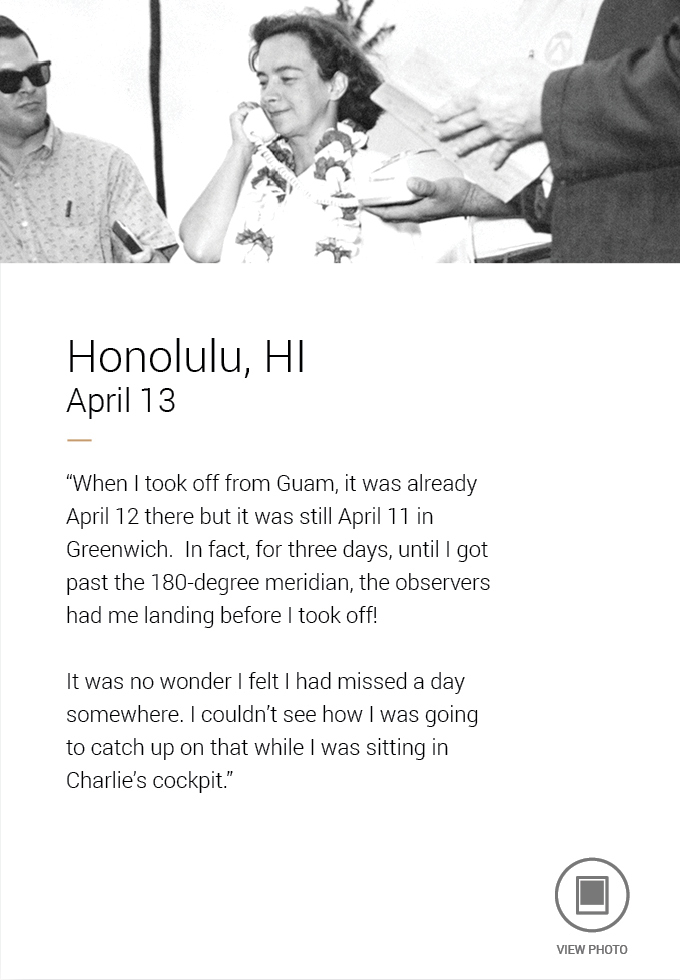 Honolulu, HI
April 13
“When I took off from Guam, it was already
April 12 there but it was still April 11 in
Greenwich.  In fact, for three days, until I got
past the 180-degree meridian, the observers
had me landing before I took off!
It was no wonder I felt I had missed a day
somewhere. I couldn’t see how I was going
to catch up on that while I was sitting in
Charlie’s cockpit.”
VIEW PHOTO